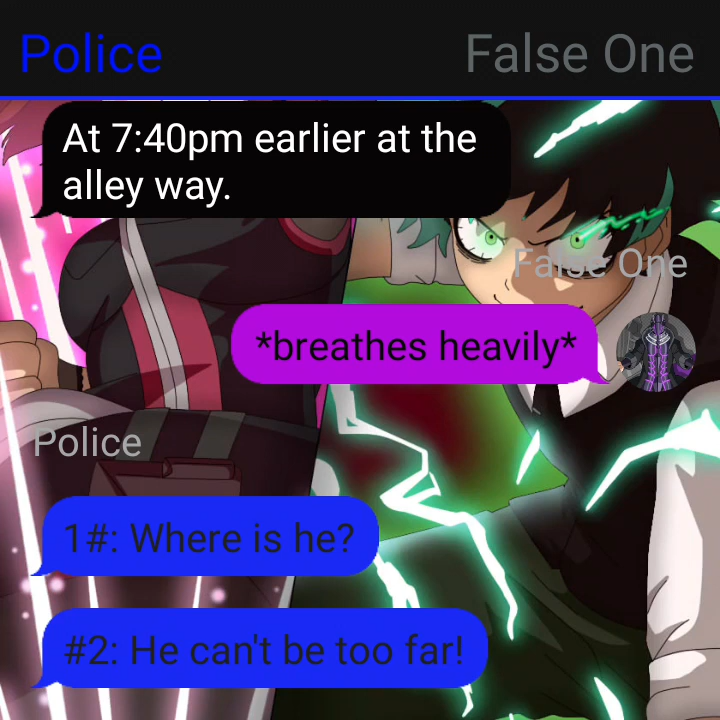 Police
False One
At 7:40pm earlier at the
alley way.
False One
*breathes heavily*
Police
1#: Where is he?
#2: He can't be too far!